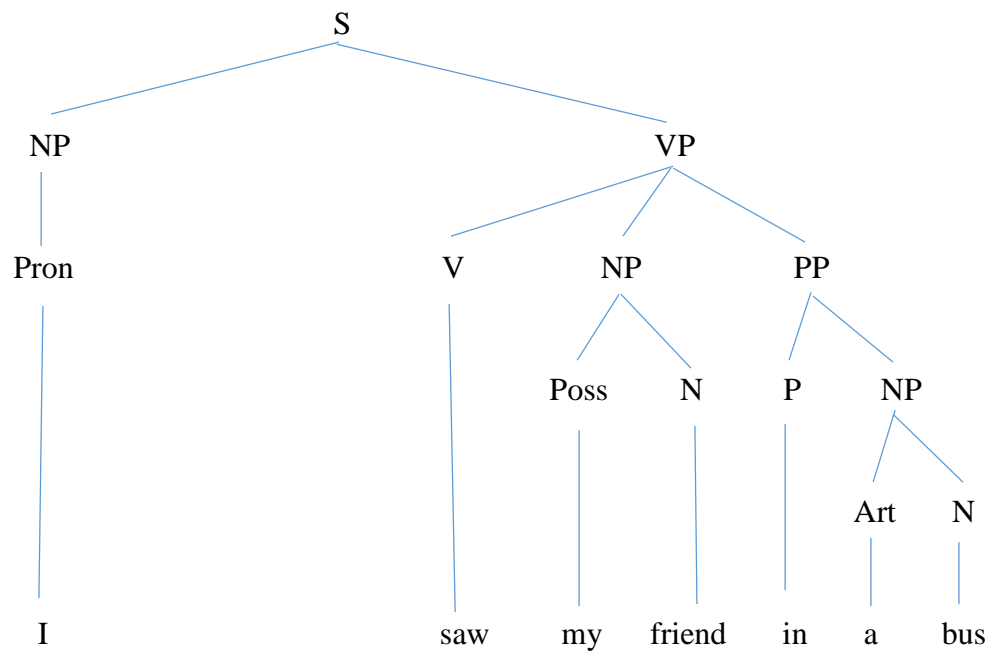 S
NP VP
Pron V NP PP
Poss N P NP
Art N
I saw my friend in a bus